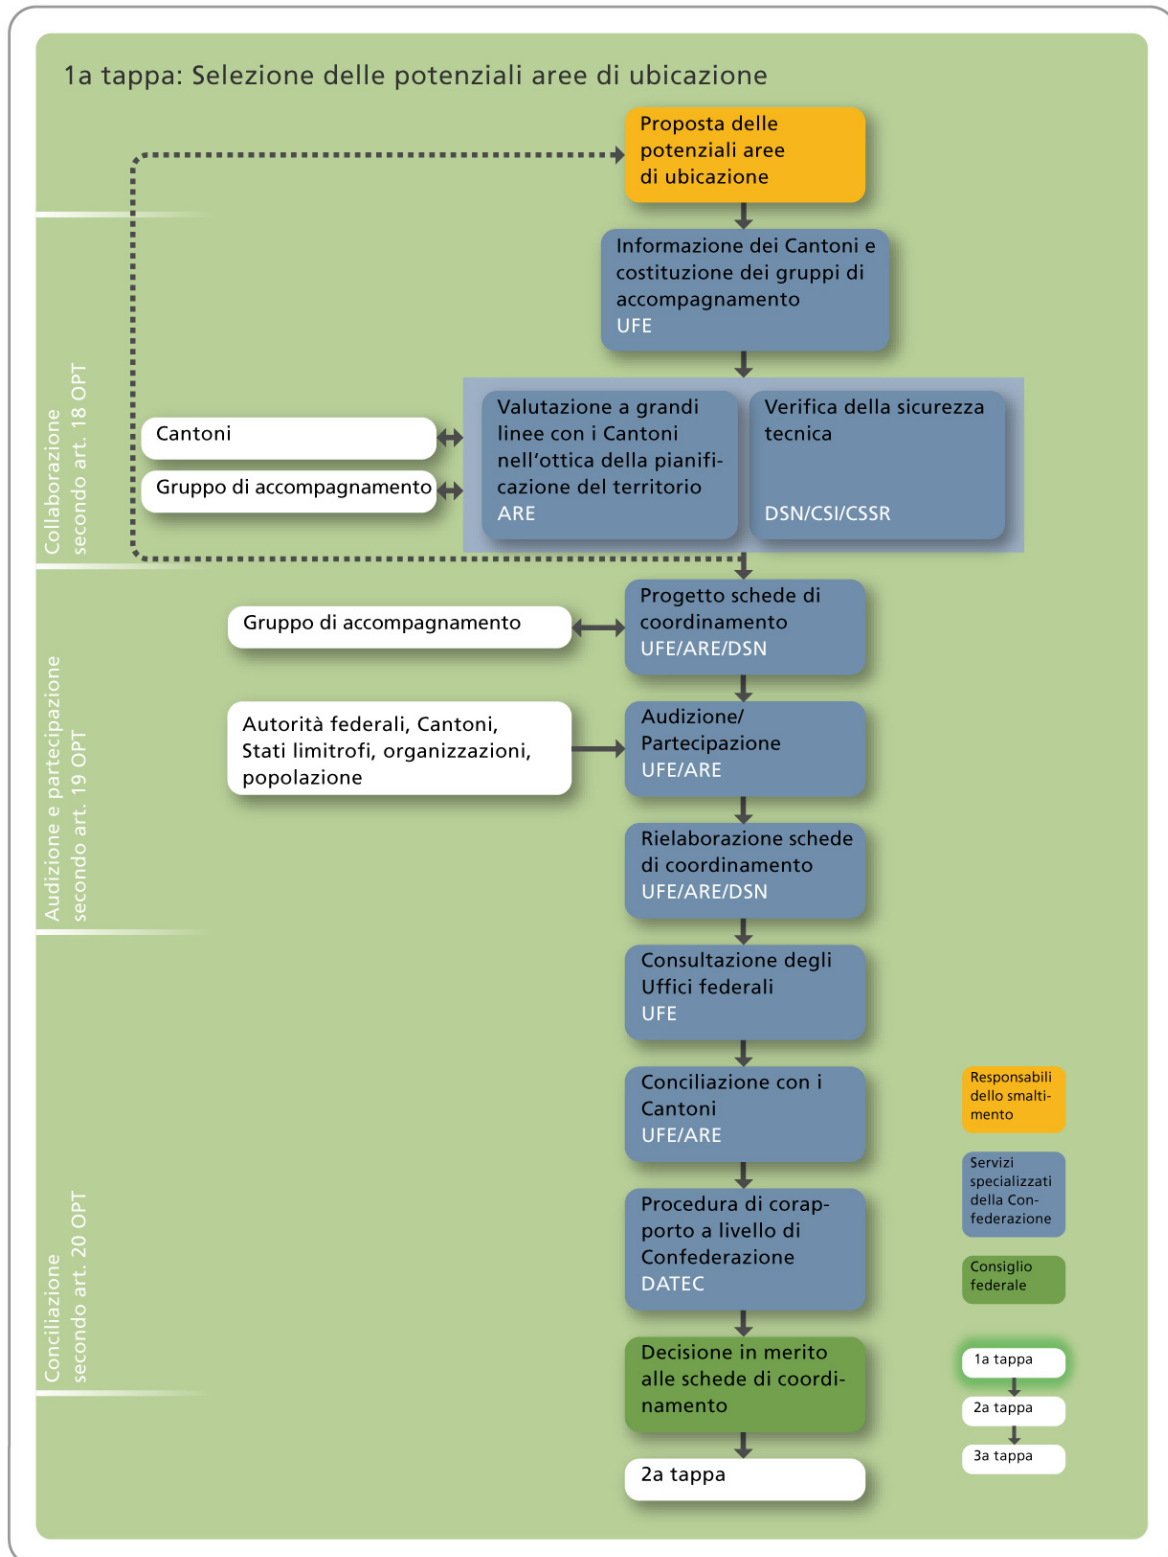 1a tappa: Selezione delle potenziali aree di ubicazione
Proposta delle
potenziali aree
di ubicazione
Informazione dei Cantoni e
costituzione dei gruppi di
accompagnamento
UFE
Collaborazione
secondo art. 18 OPT
Cantoni
Gruppo di accompagnamento
Valutazione a grandi
linee con i Cantoni
nell'ottica della pianifi-
cazione del territorio
ARE
Verifica della sicurezza
tecnica
DSN/CSI/CSSR
Audizione e partecipazione
secondo art. 19 OPT
Gruppo di accompagnamento
Progetto schede di
coordinamento
UFE/ARE/DSN
Autorità federali, Cantoni,
Stati limitrofi, organizzazioni,
popolazione
Audizione/
Partecipazione
UFE/ARE
Rielaborazione schede
di coordinamento
UFE/ARE/DSN
Conciliazione
secondo art. 20 OPT
Consultazione degli
Uffici federali
UFE
Conciliazione con i
Cantoni
UFE/ARE
Procedura di corap-
porto a livello di
Confederazione
DATEC
Decisione in merito
alle schede di coordi-
namento
2a tappa
Responsabili
dello smalti-
mento
Servizi
specializzati
della Con-
federazione
Consiglio
federale
1a tappa
2a tappa
3a tappa